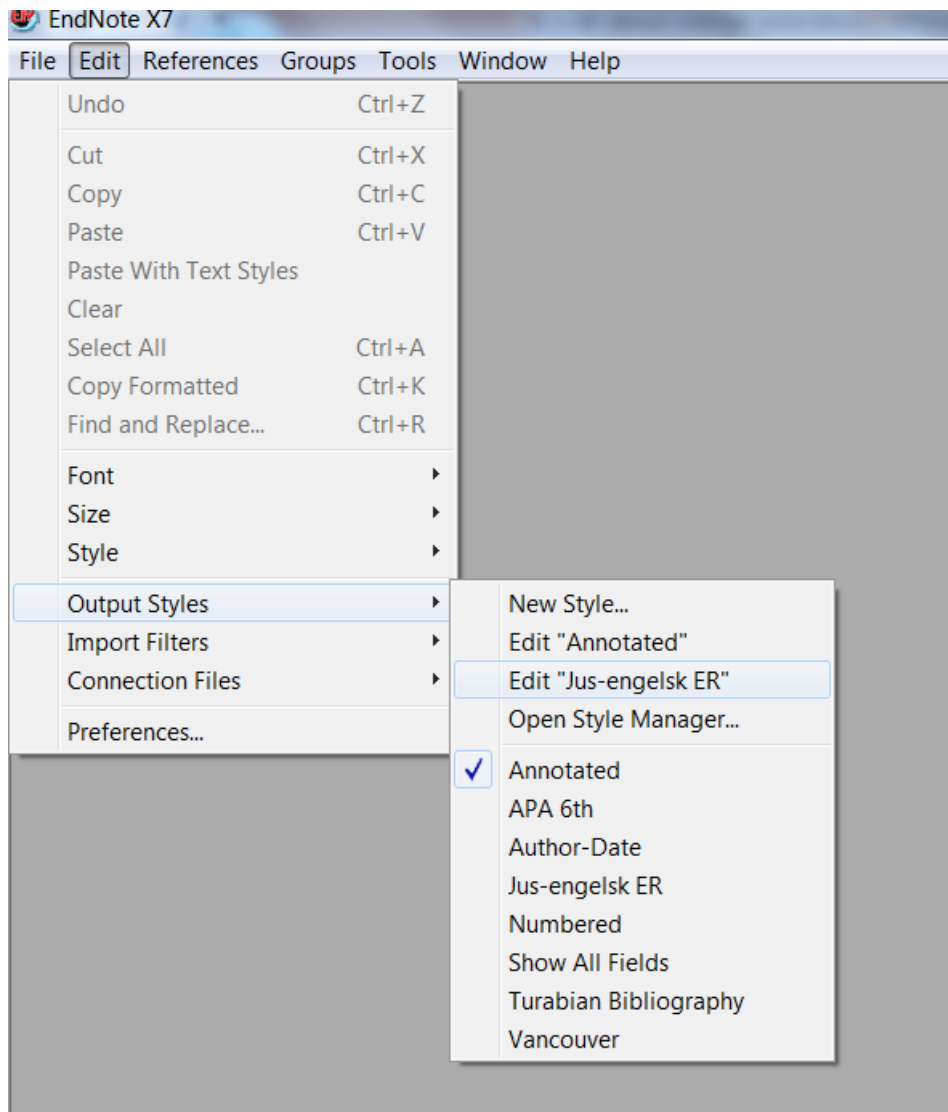 EndNote X7
File Edit References Groups Tools Window Help
Undo Ctrl+Z
Cut Ctrl+X
Copy Ctrl+C
Paste Ctrl+V
Paste With Text Styles
Clear
Select All Ctrl+A
Copy Formatted Ctrl+K
Find and Replace... Ctrl+R
Font
Size
Style
Output Styles
Import Filters
Connection Files
Preferences...
New Style...
Edit "Annotated"
Edit "Jus-engelsk ER"
Open Style Manager...
Annotated
APA 6th
Author-Date
Jus-engelsk ER
Numbered
Show All Fields
Turabian Bibliography
Vancouver